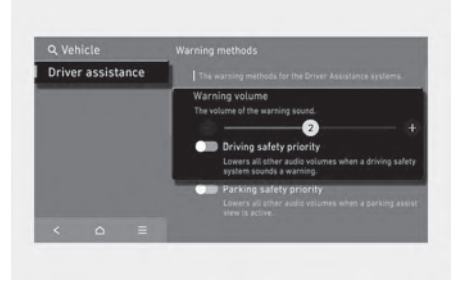 Vehicle
Warning methods
Driver assistance
The warning methods for the Driver Assistance systems.
Warning volume
The volume of the warning sound.
2
+
Driving safety priority
Lowers all other audio volumes when a driving safety
system sounds a warning.
Parking safety priority
Lowers all other audio volumes when a parking assist
view is active.